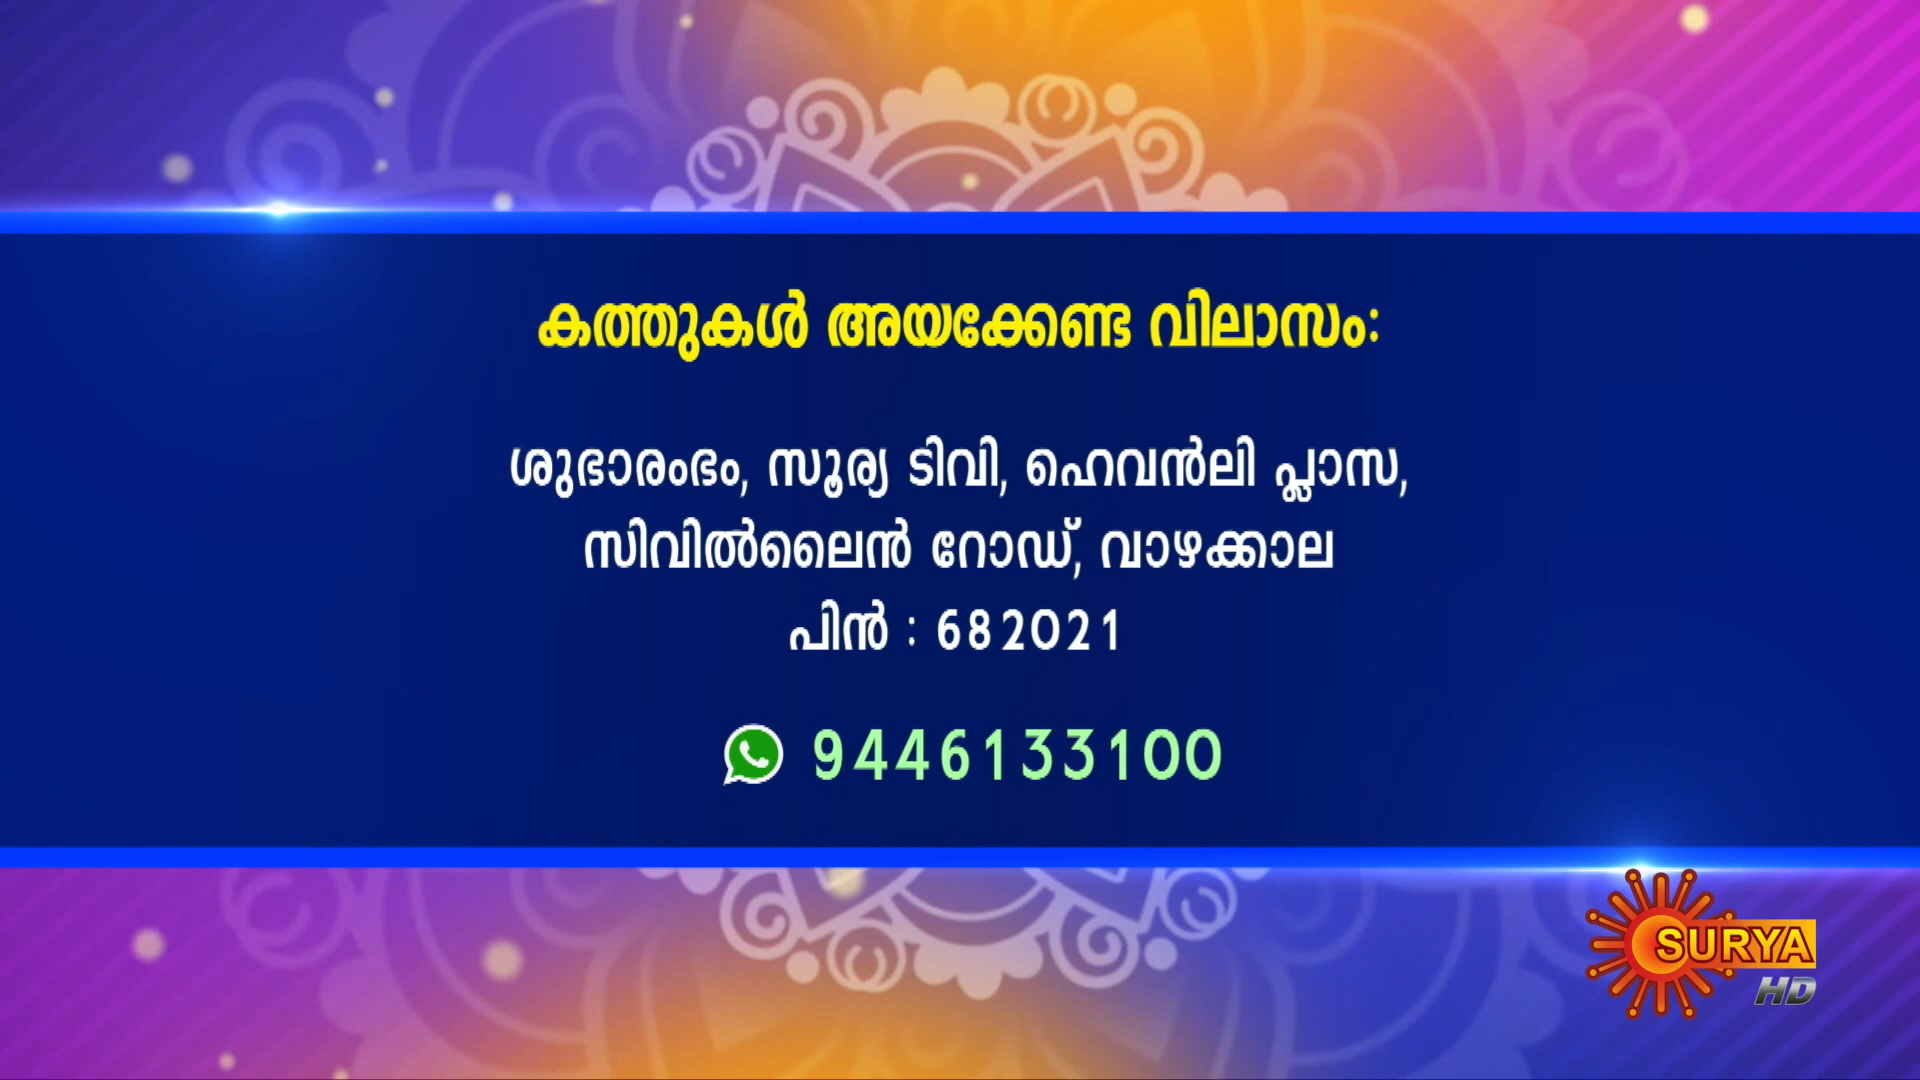 കത്തുകൾ അയക്കേണ്ട വിലാസം:
ശുഭാരംഭം, സൂര്യ ടിവി, ഹെവൻലി പ്ലാസ,
സിവിൽലൈൻ റോഡ്, വാഴക്കാല
പിൻ : 682021
9446133100
SURYA
HD